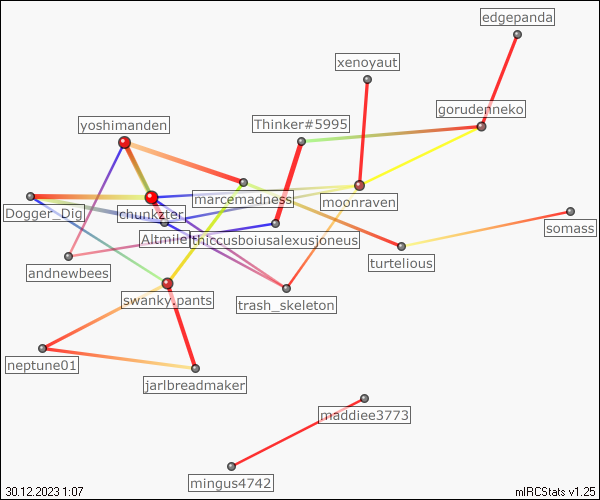 edgepanda
xenoyaut
gorudenneko
yoshimanden
Thinker#5995
marcemadness
moonraven
Dogger_Dig
chunkzter
Altmile
thiccusboiusalexusjoneus
somass
turtelious
andnewbees
swanky.pants
trash_skeleton
neptune01
jarlbreadmaker
maddiee3773
mingus4742
30.12.2023 1:07
mIRCStats v1.25